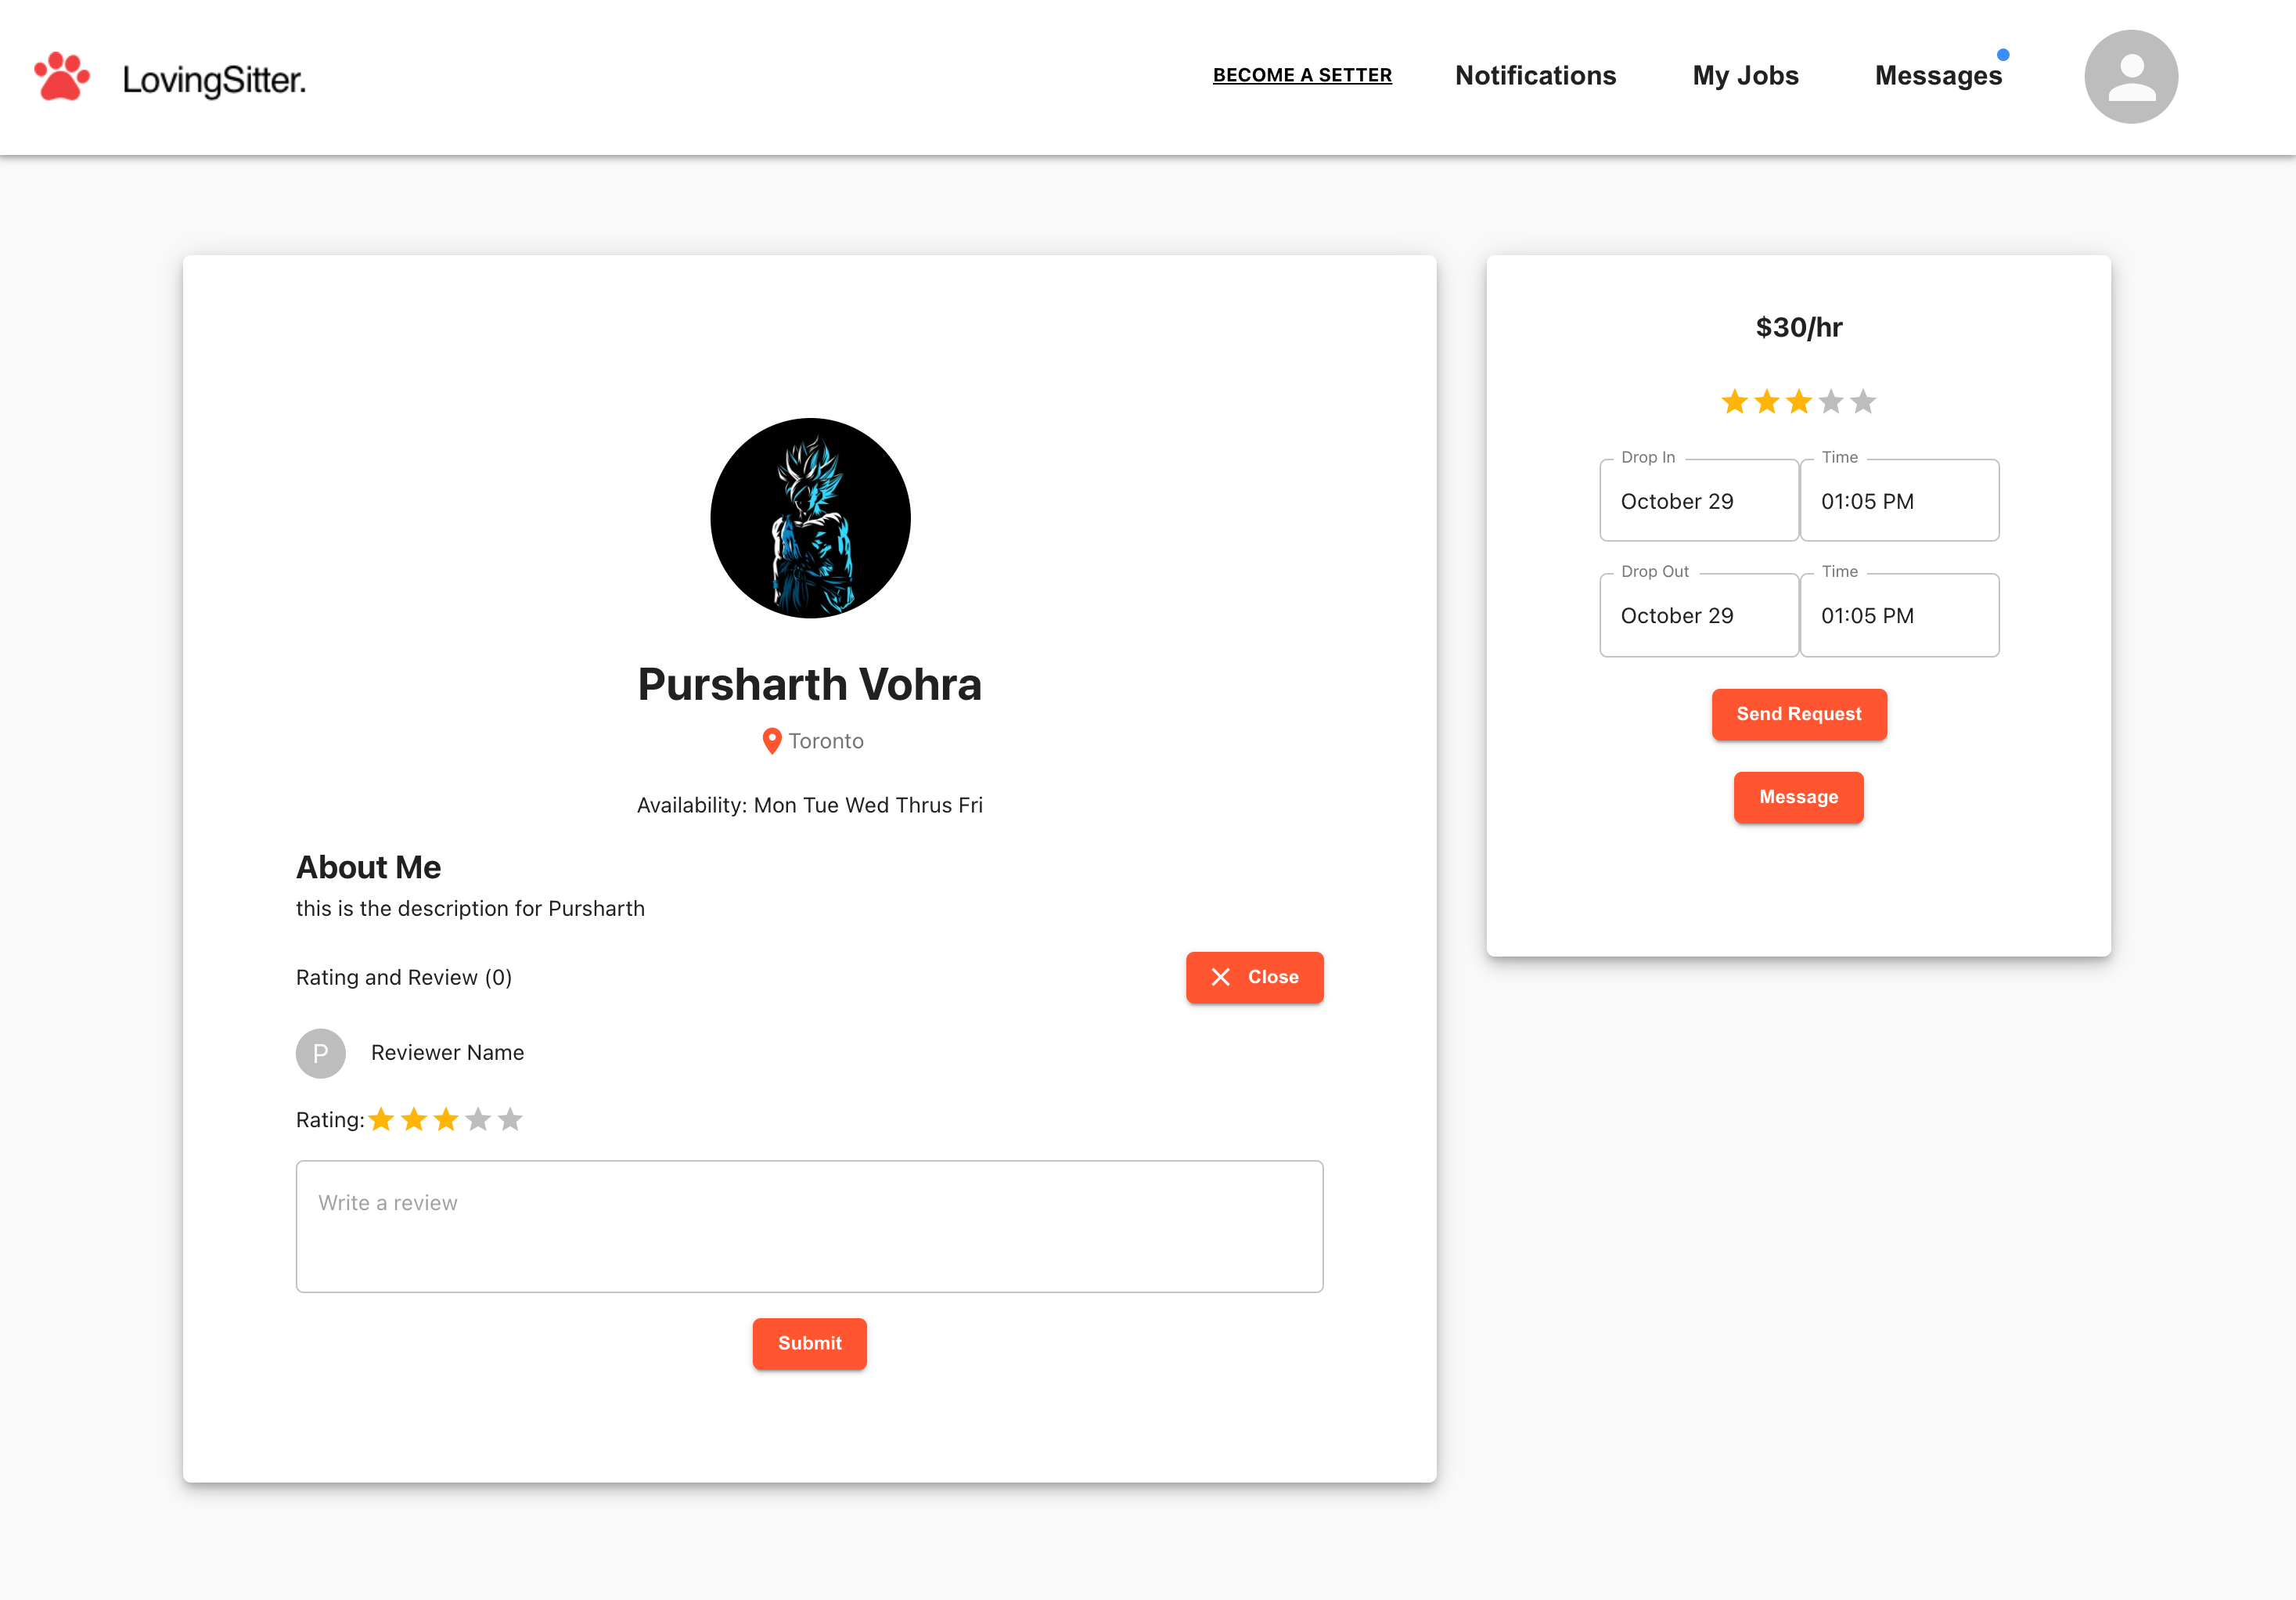 LovingSitter.
BECOME A SETTER
Notifications
My Jobs
Messages
Pursharth Vohra
Toronto
Availability: Mon Tue Wed Thrus Fri
About Me
this is the description for Pursharth
Rating and Review (0)
Close
P
Reviewer Name
Rating:
Write a review
Submit
$30/hr
Drop In
Time
October 29
01:05 PM
Drop Out
Time
October 29
01:05 PM
Send Request
Message